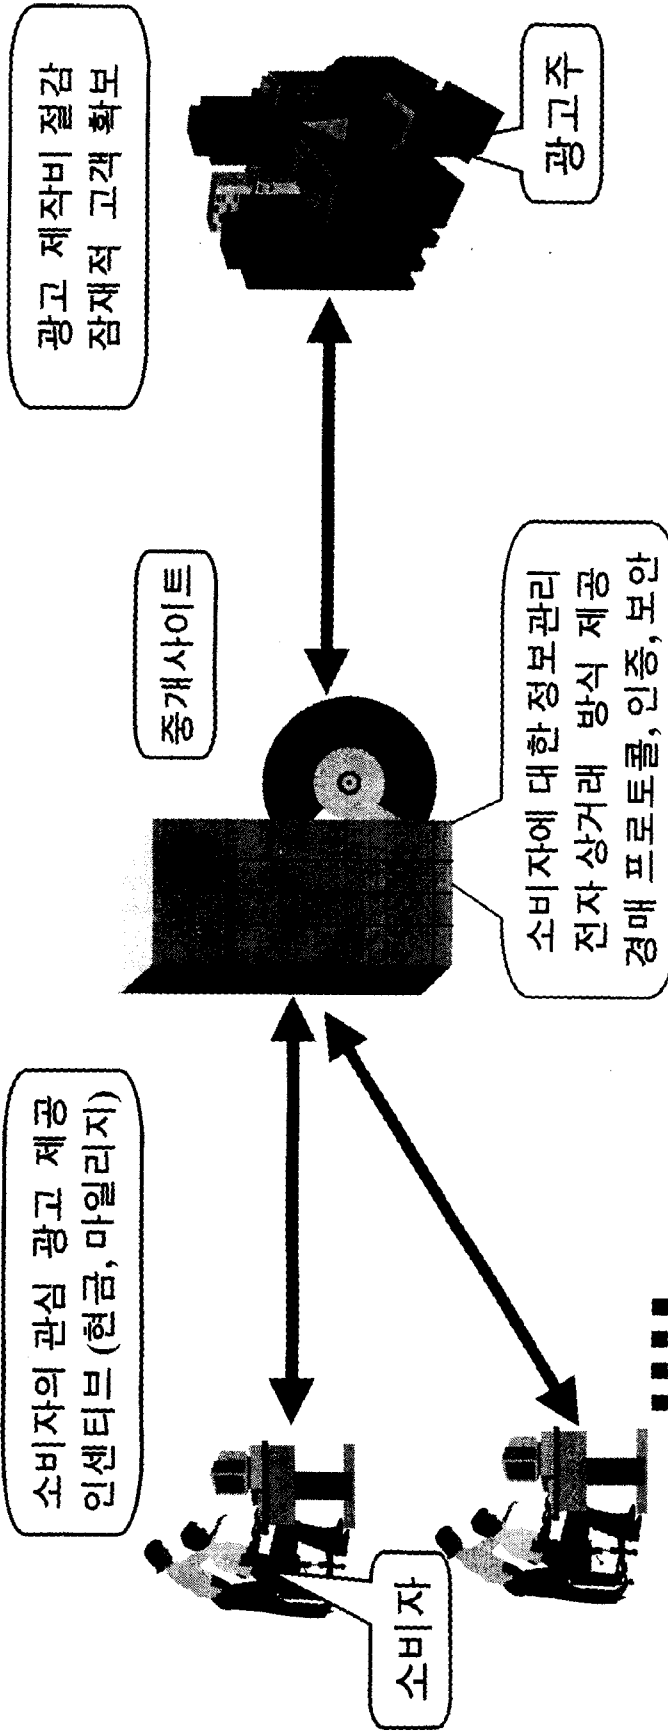 소비자의 관심 광고 제공
인센티브 (현금, 마일리지)
소비자
중개사이트
소비자에 대한 정보관리
전자 상거래 방식 제공
경매 프로토콜, 인증, 보안
광고 제작비 절감
잠재적 고객 확보
광고주